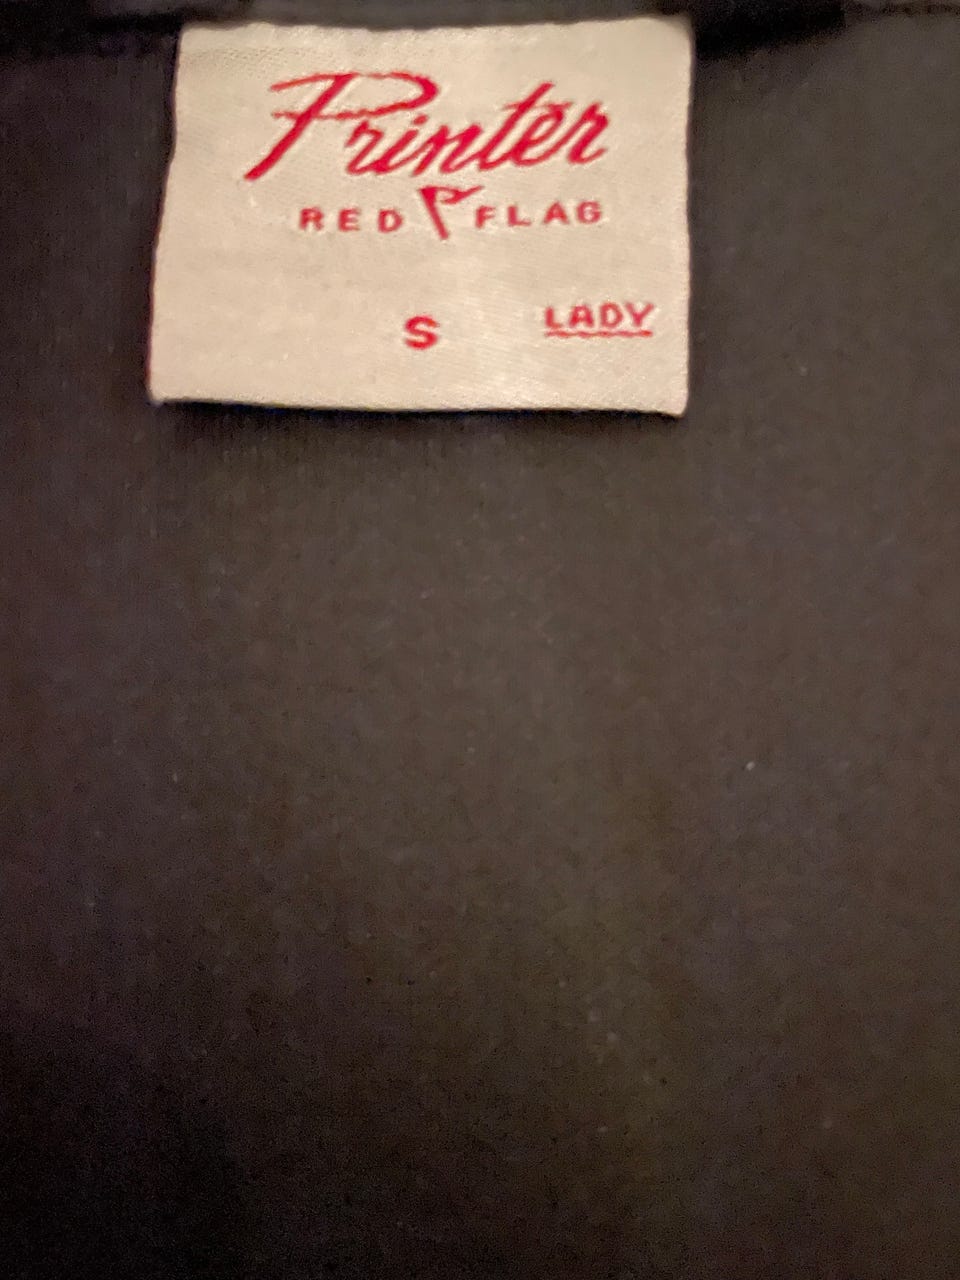 Printer
RED FLAG
S LADY